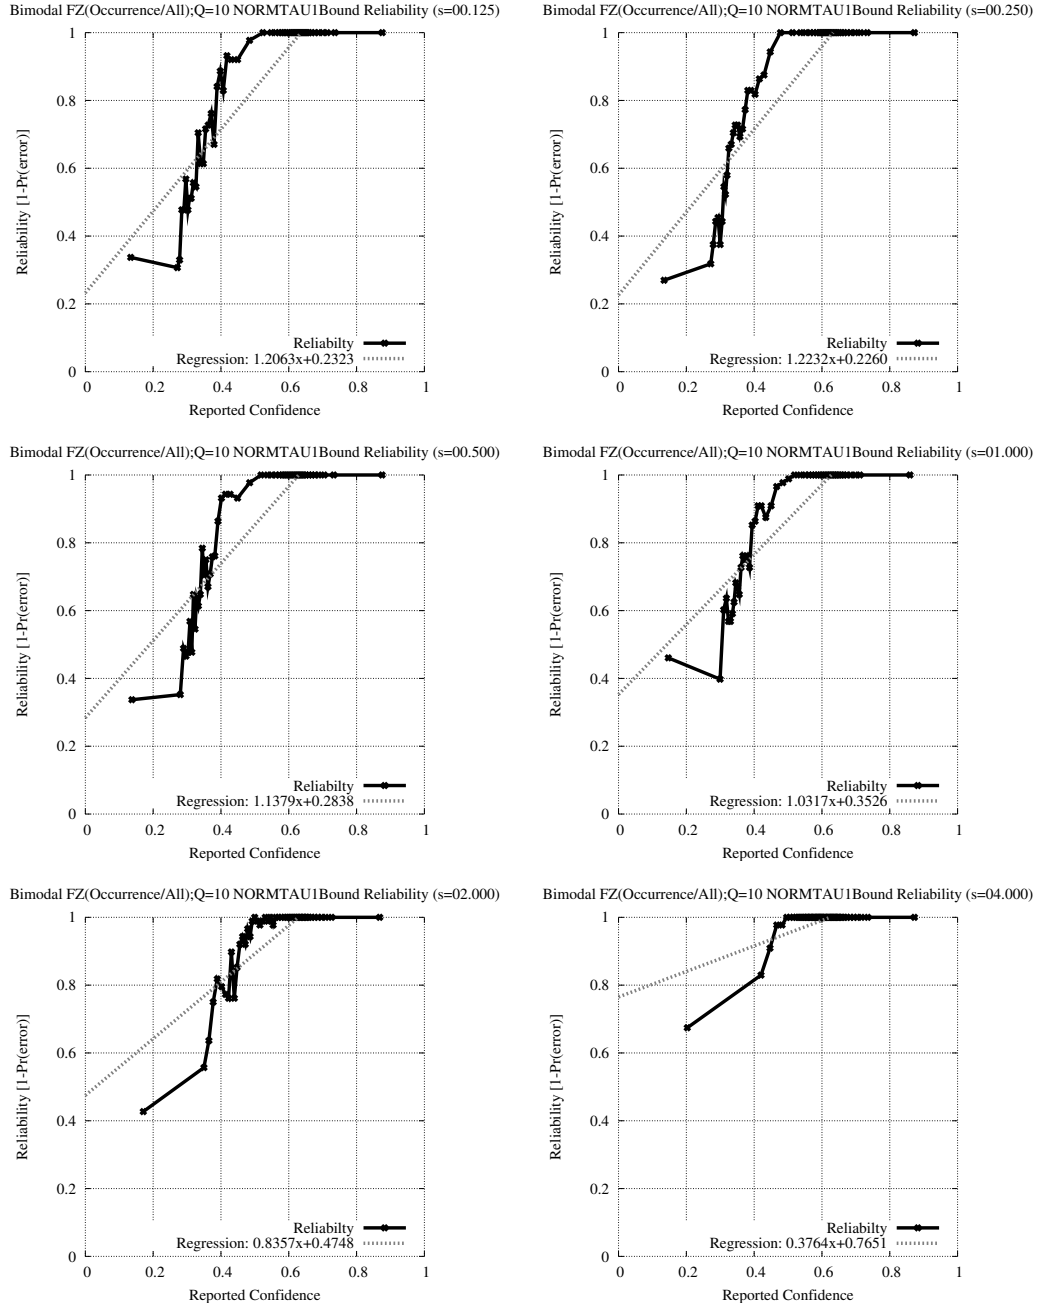 Bimodal FZ(Occurrence/All);Q=10 NORMTAU1Bound Reliability (s=00.125)
1
0.8
0.6
0.4
0.2
0
Reliability [1-Pr(error)]
Reliabilty
Regression: 1.2063x+0.2323
0 0.2 0.4 0.6 0.8 1
Reported Confidence
Bimodal FZ(Occurrence/All);Q=10 NORMTAU1Bound Reliability (s=00.250)
1
0.8
0.6
0.4
0.2
0
Reliability [1-Pr(error)]
Reliabilty
Regression: 1.2232x+0.2260
0 0.2 0.4 0.6 0.8 1
Reported Confidence
Bimodal FZ(Occurrence/All);Q=10 NORMTAU1Bound Reliability (s=00.500)
1
0.8
0.6
0.4
0.2
0
Reliability [1-Pr(error)]
Reliabilty
Regression: 1.1379x+0.2838
0 0.2 0.4 0.6 0.8 1
Reported Confidence
Bimodal FZ(Occurrence/All);Q=10 NORMTAU1Bound Reliability (s=01.000)
1
0.8
0.6
0.4
0.2
0
Reliability [1-Pr(error)]
Reliabilty
Regression: 1.0317x+0.3526
0 0.2 0.4 0.6 0.8 1
Reported Confidence
Bimodal FZ(Occurrence/All);Q=10 NORMTAU1Bound Reliability (s=02.000)
1
0.8
0.6
0.4
0.2
0
Reliability [1-Pr(error)]
Reliabilty
Regression: 0.8357x+0.4748
0 0.2 0.4 0.6 0.8 1
Reported Confidence
Bimodal FZ(Occurrence/All);Q=10 NORMTAU1Bound Reliability (s=04.000)
1
0.8
0.6
0.4
0.2
0
Reliability [1-Pr(error)]
Reliabilty
Regression: 0.3764x+0.7651
0 0.2 0.4 0.6 0.8 1
Reported Confidence